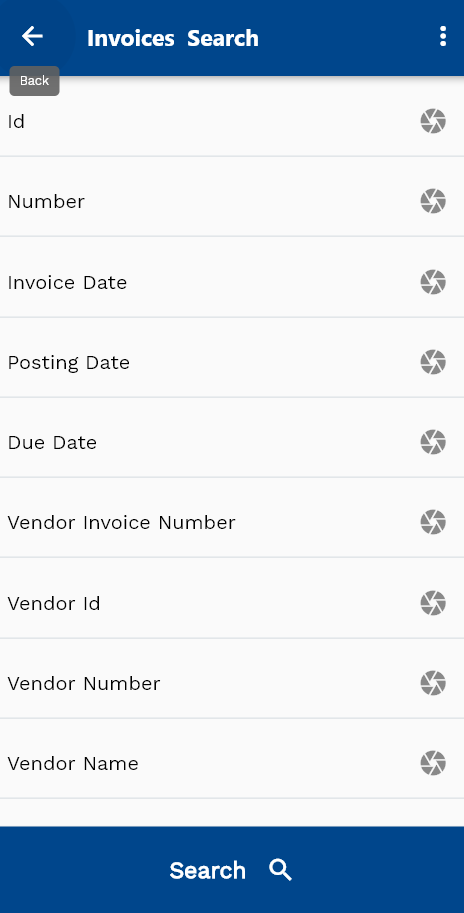 Invoices  Search
Back
Id
Number
Invoice Date
Posting Date
Due Date
Vendor Invoice Number
Vendor Id
Vendor Number
Vendor Name
Search